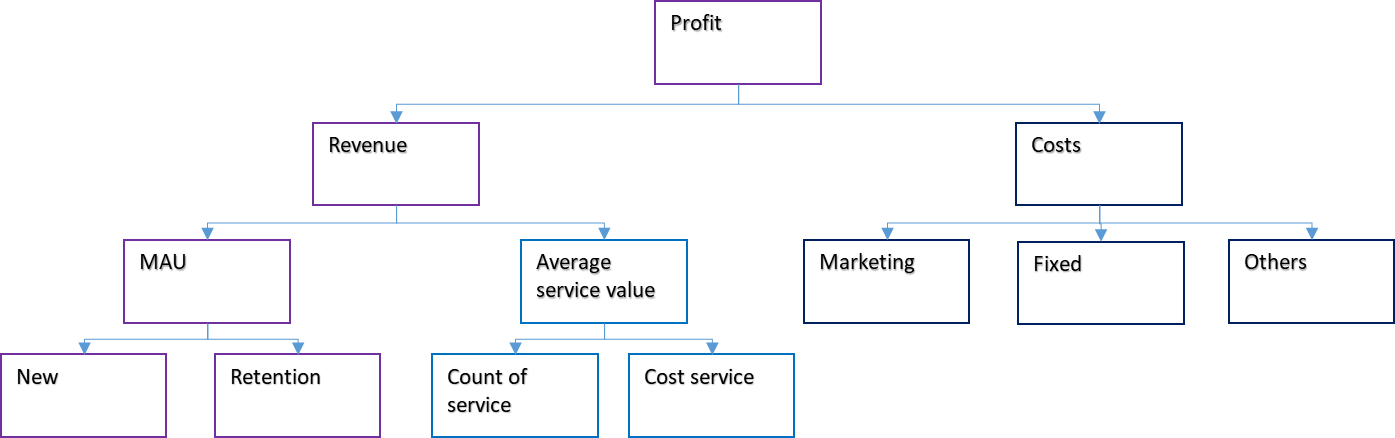 Profit
Revenue
Costs
MAU
Average
service value
Marketing
Fixed
Others
New
Retention
Count of
service
Cost service